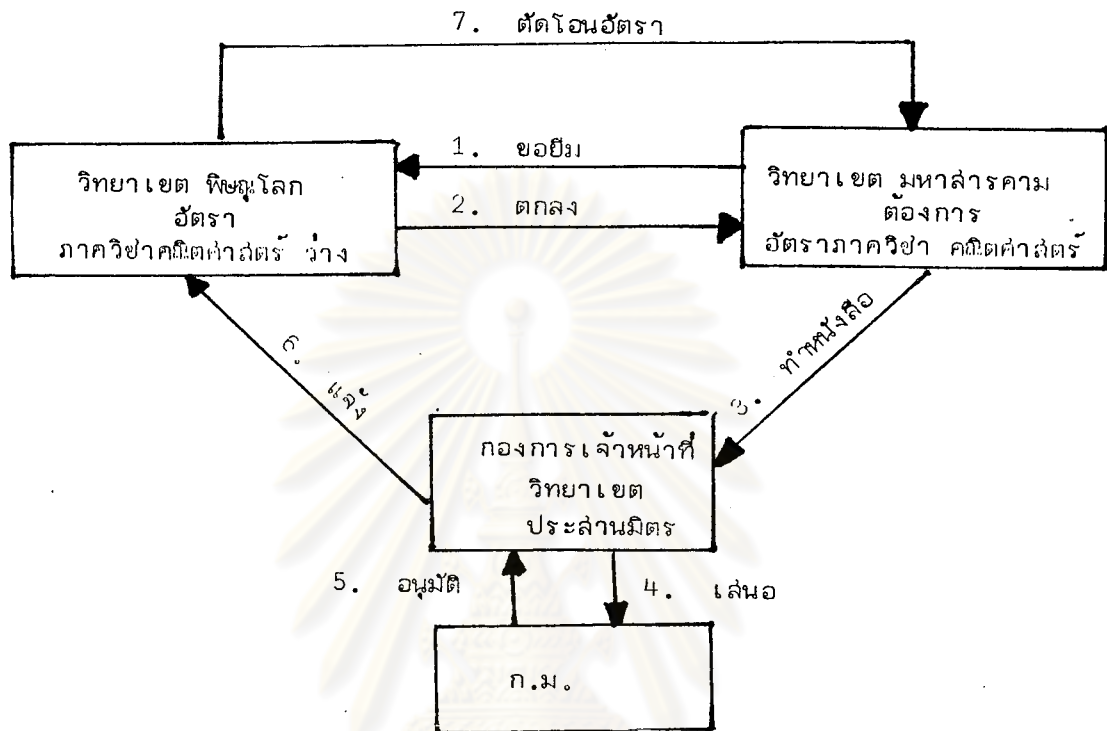 7. ตัดโอนอัตรา
1. ขอยืม
วิทยาเขต พิษณุโลก
อัตรา
ภาควิชาคณิตศาสตร์ ว่าง
2. ตกลง
วิทยาเขต มหาสารคาม
ต้องการ
อัตราภาควิชา คณิตศาสตร์
3. ทำหนังสือ
6. แจ้ง
กองการเจ้าหน้าที่
วิทยาเขต
ประสานมิตร
5. อนุมัติ
4. เสนอ
ก.ม.